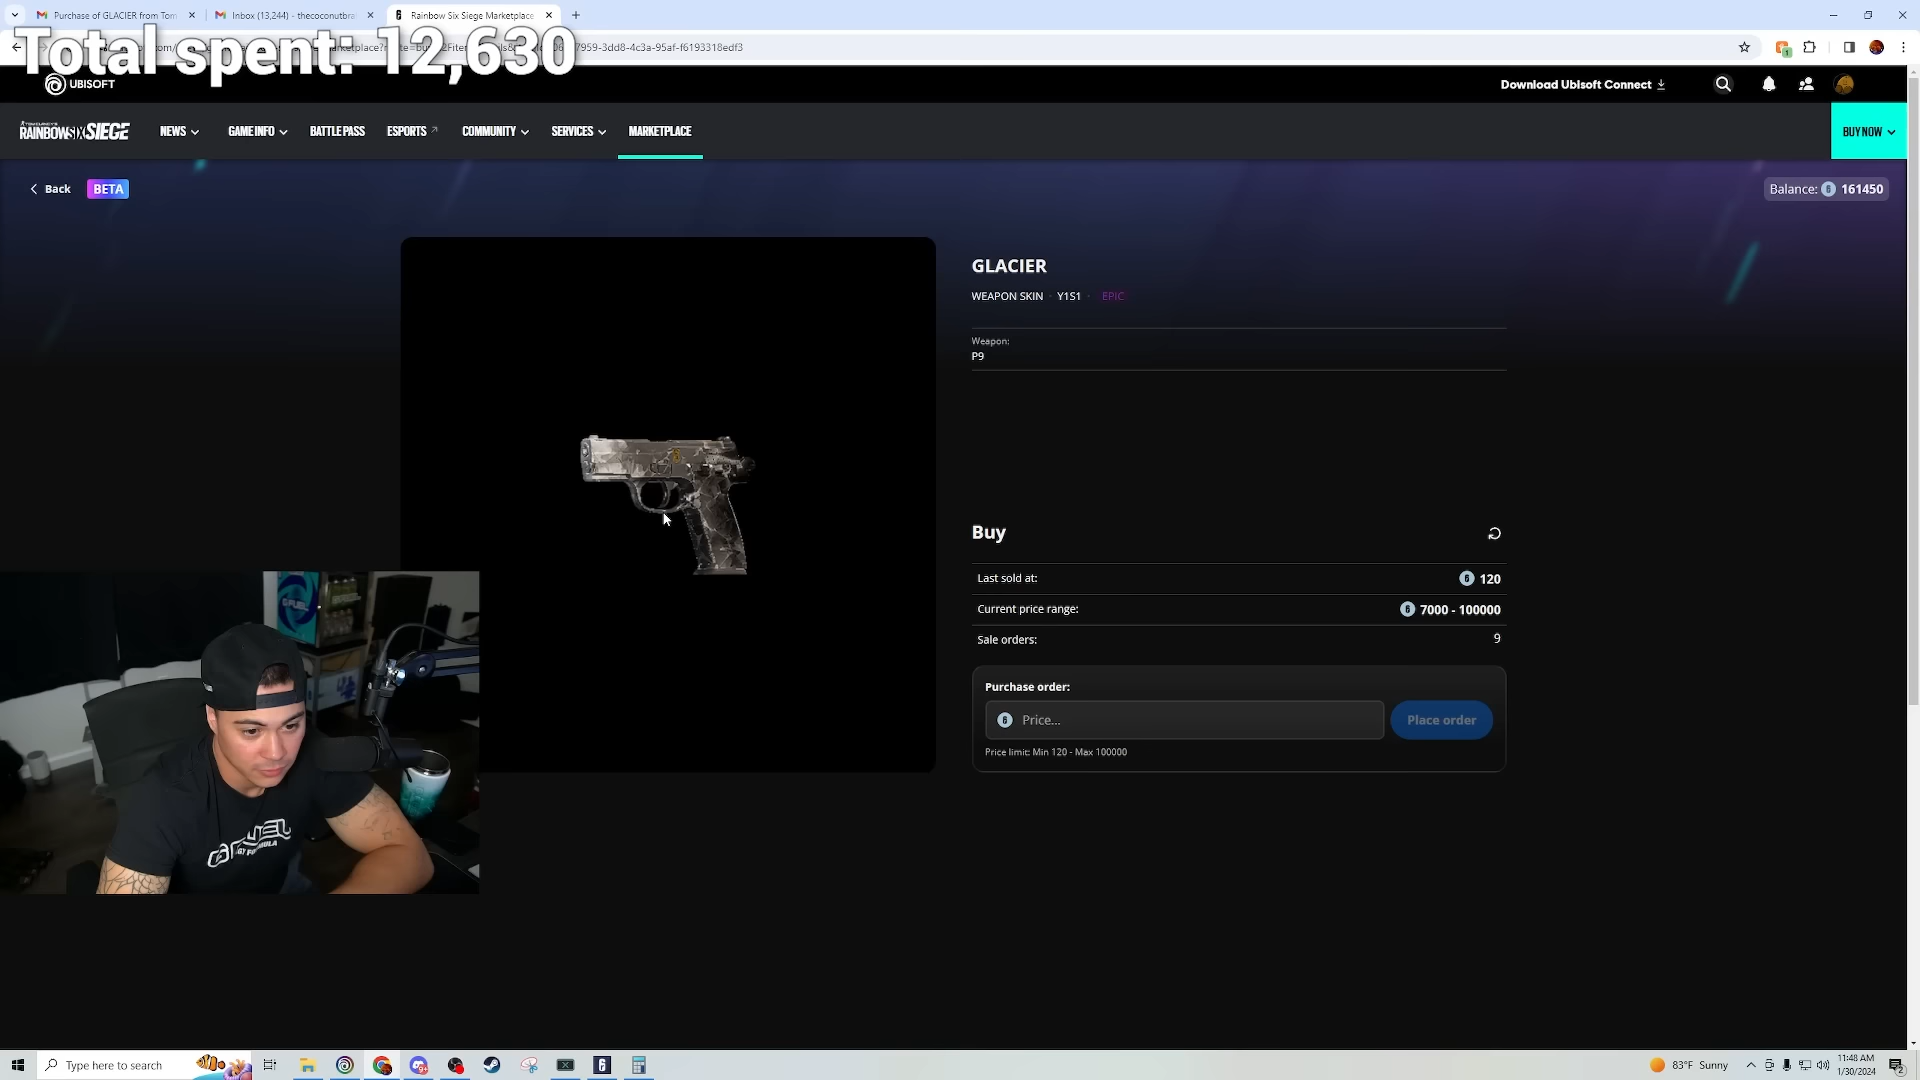 Purchase of GLACIER from Tom
Inbox (13,244) - thecoconutbra
Rainbow Six Siege Marketplace
Total spent: 12,630
7959-3dd8-4c3a-95af-f6193318edf3
UBISOFT
Download Ubisoft Connect
TOM CLANCY'S
RAINBOW SIX SIEGE
NEWS
GAME INFO
BATTLE PASS
ESPORTS
COMMUNITY
SERVICES
MARKETPLACE
BUY NOW
Back
BETA
Balance: 161450
GLACIER
WEAPON SKIN · Y1S1 · EPIC
Weapon:
P9
Buy
Last sold at: 120
Current price range: 7000 - 100000
Sale orders: 9
Purchase order:
Price...
Place order
Price limit: Min 120 - Max 100000
G FUEL
Type here to search
83°F Sunny
11:48 AM
1/30/2024